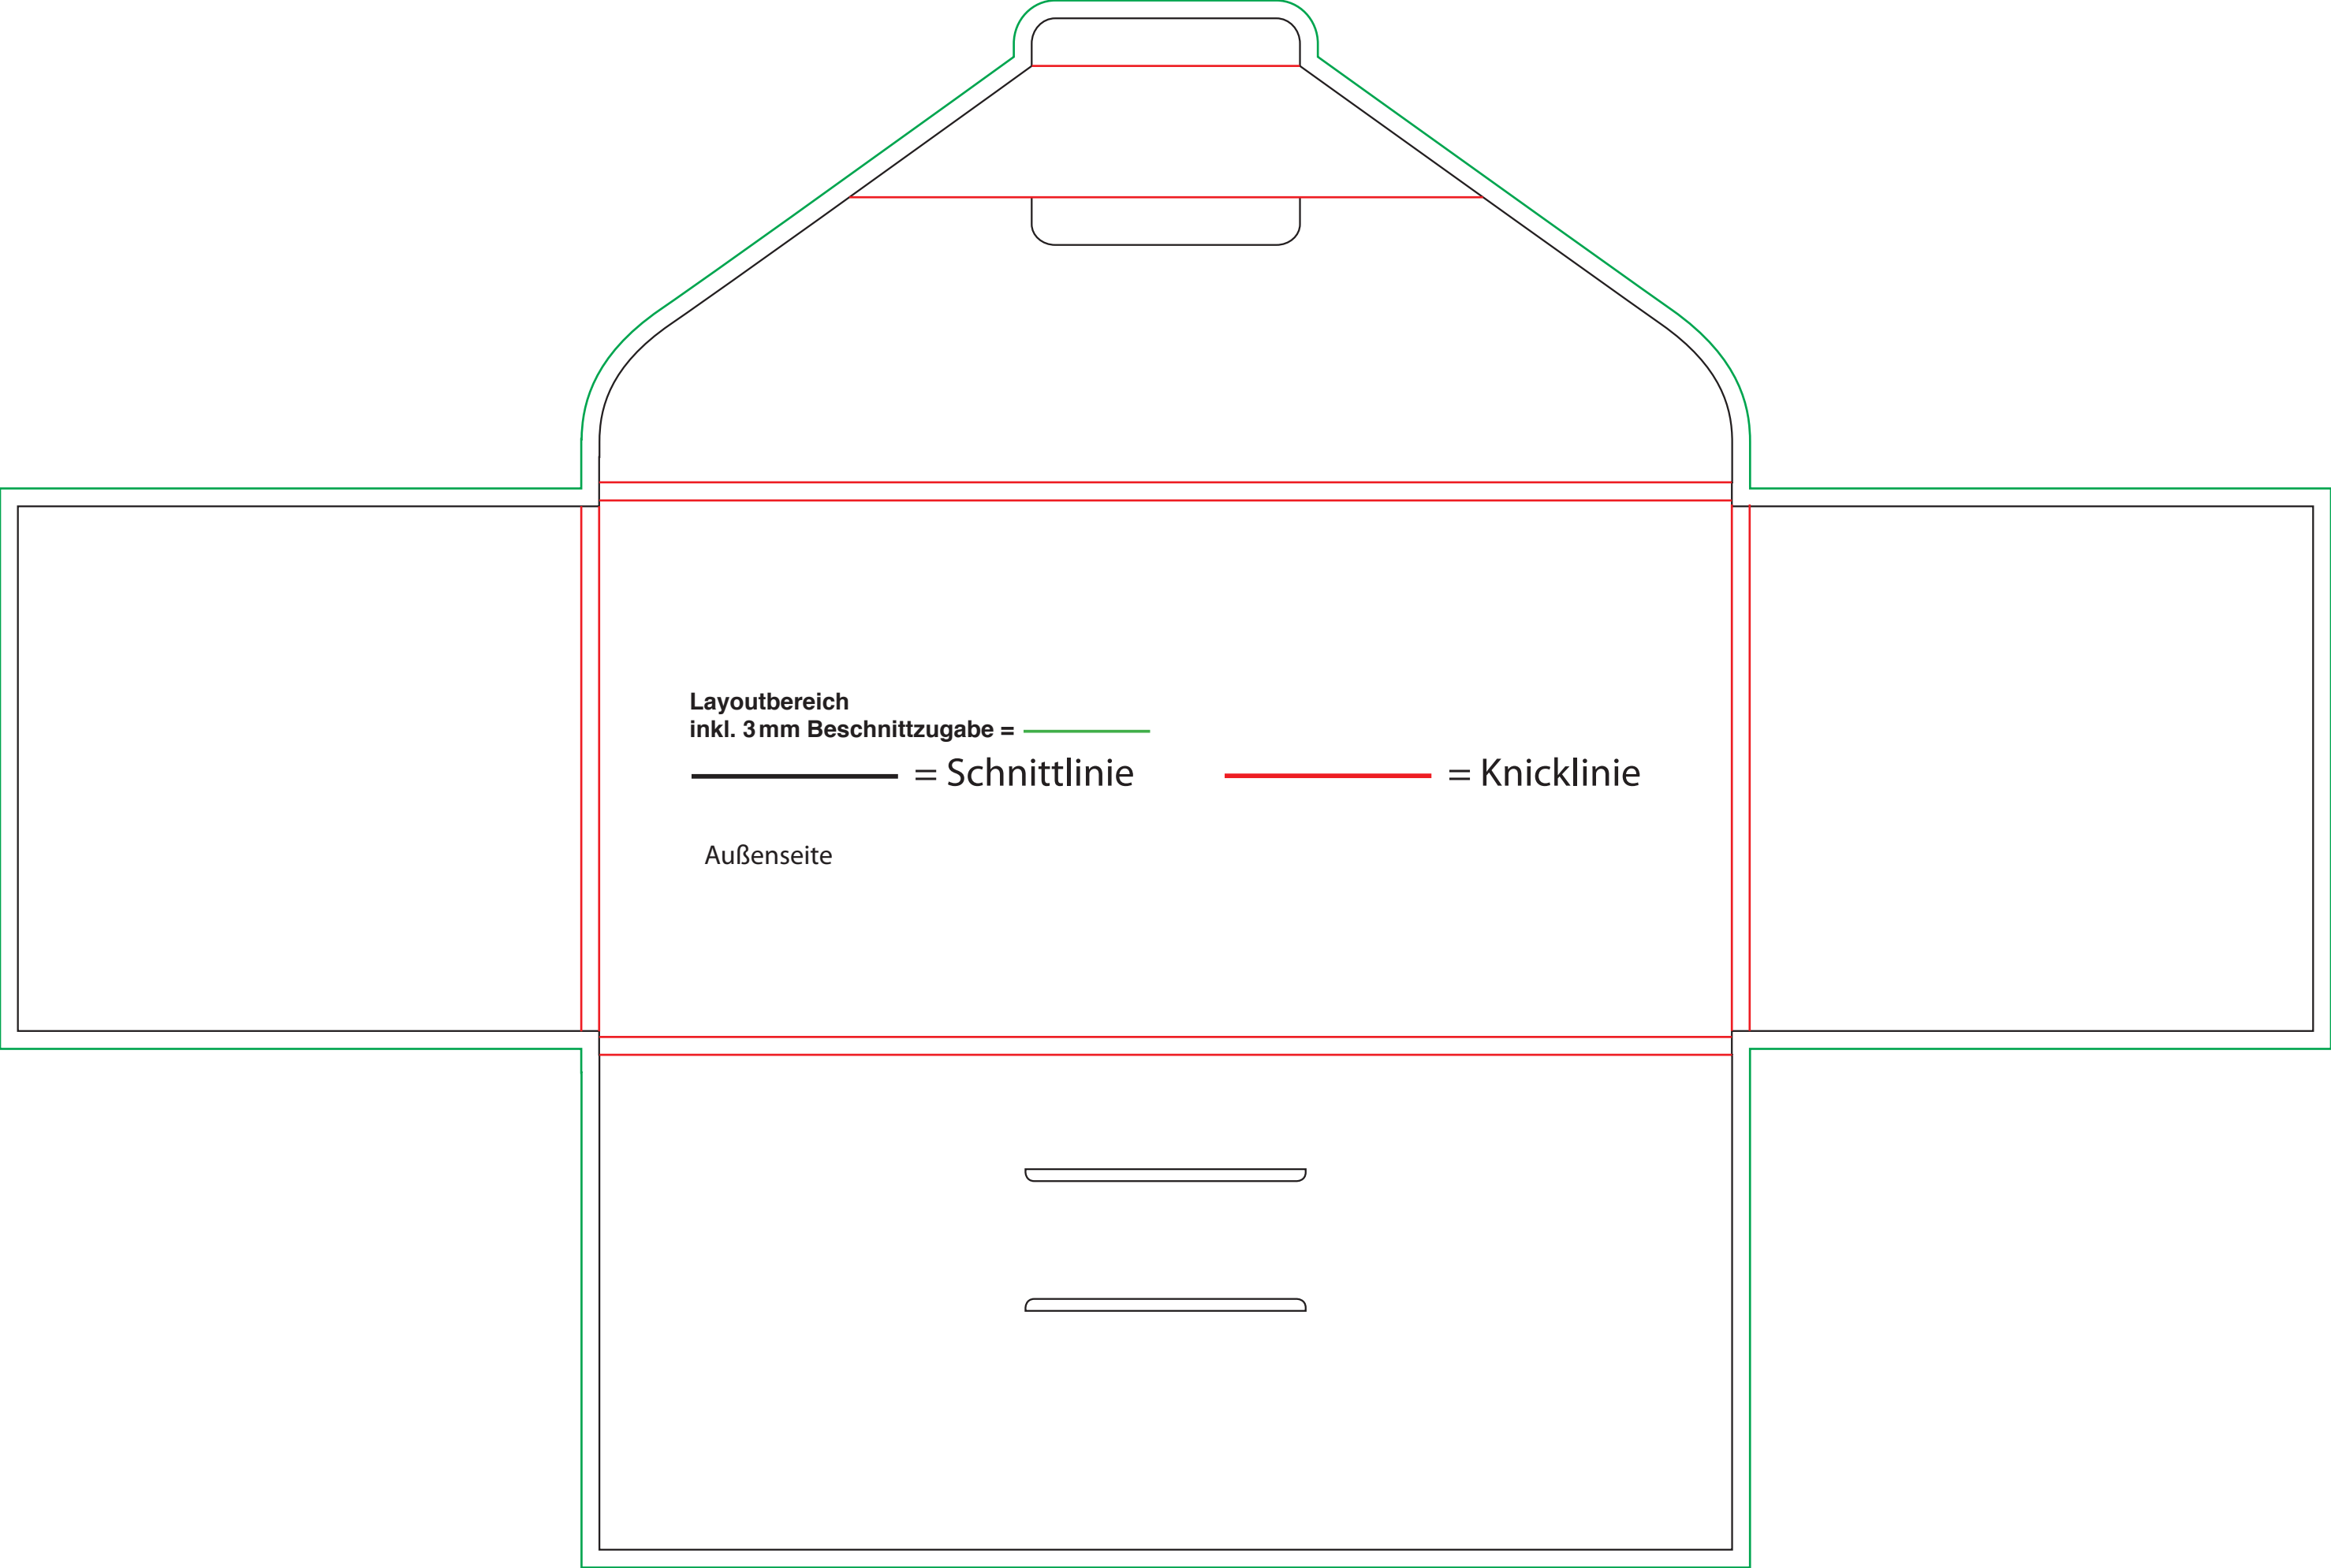 Layoutbereich
inkl. 3 mm Beschnittzugabe =
= Schnittlinie = Knicklinie
Außenseite